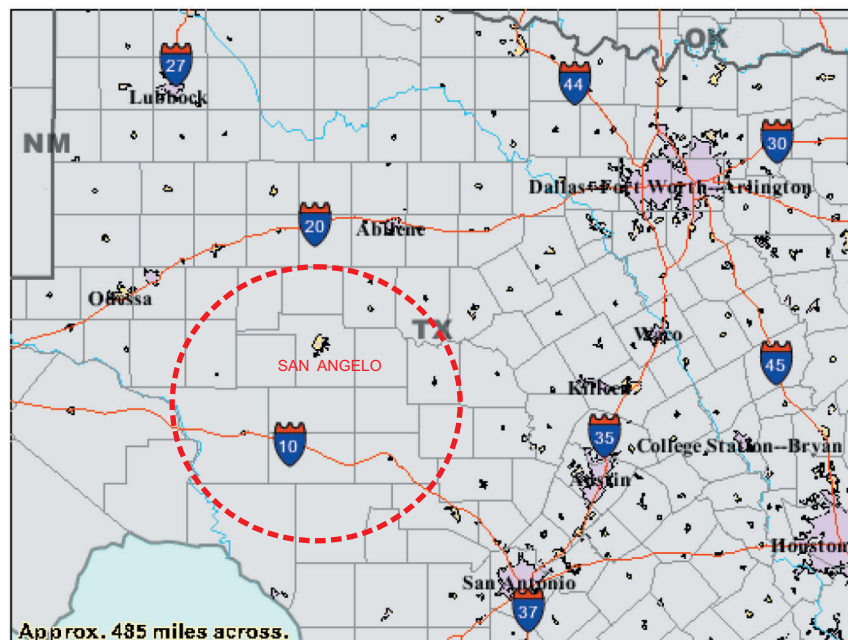 OK
27
44
Lubbock
NM
30
Dallas--Fort Worth--Arlington
20
Abilene
Odessa
TX
Waco
SAN ANGELO
45
Killeen
35
10
College Station--Bryan
Austin
Houston
San Antonio
37
Approx. 485 miles across.